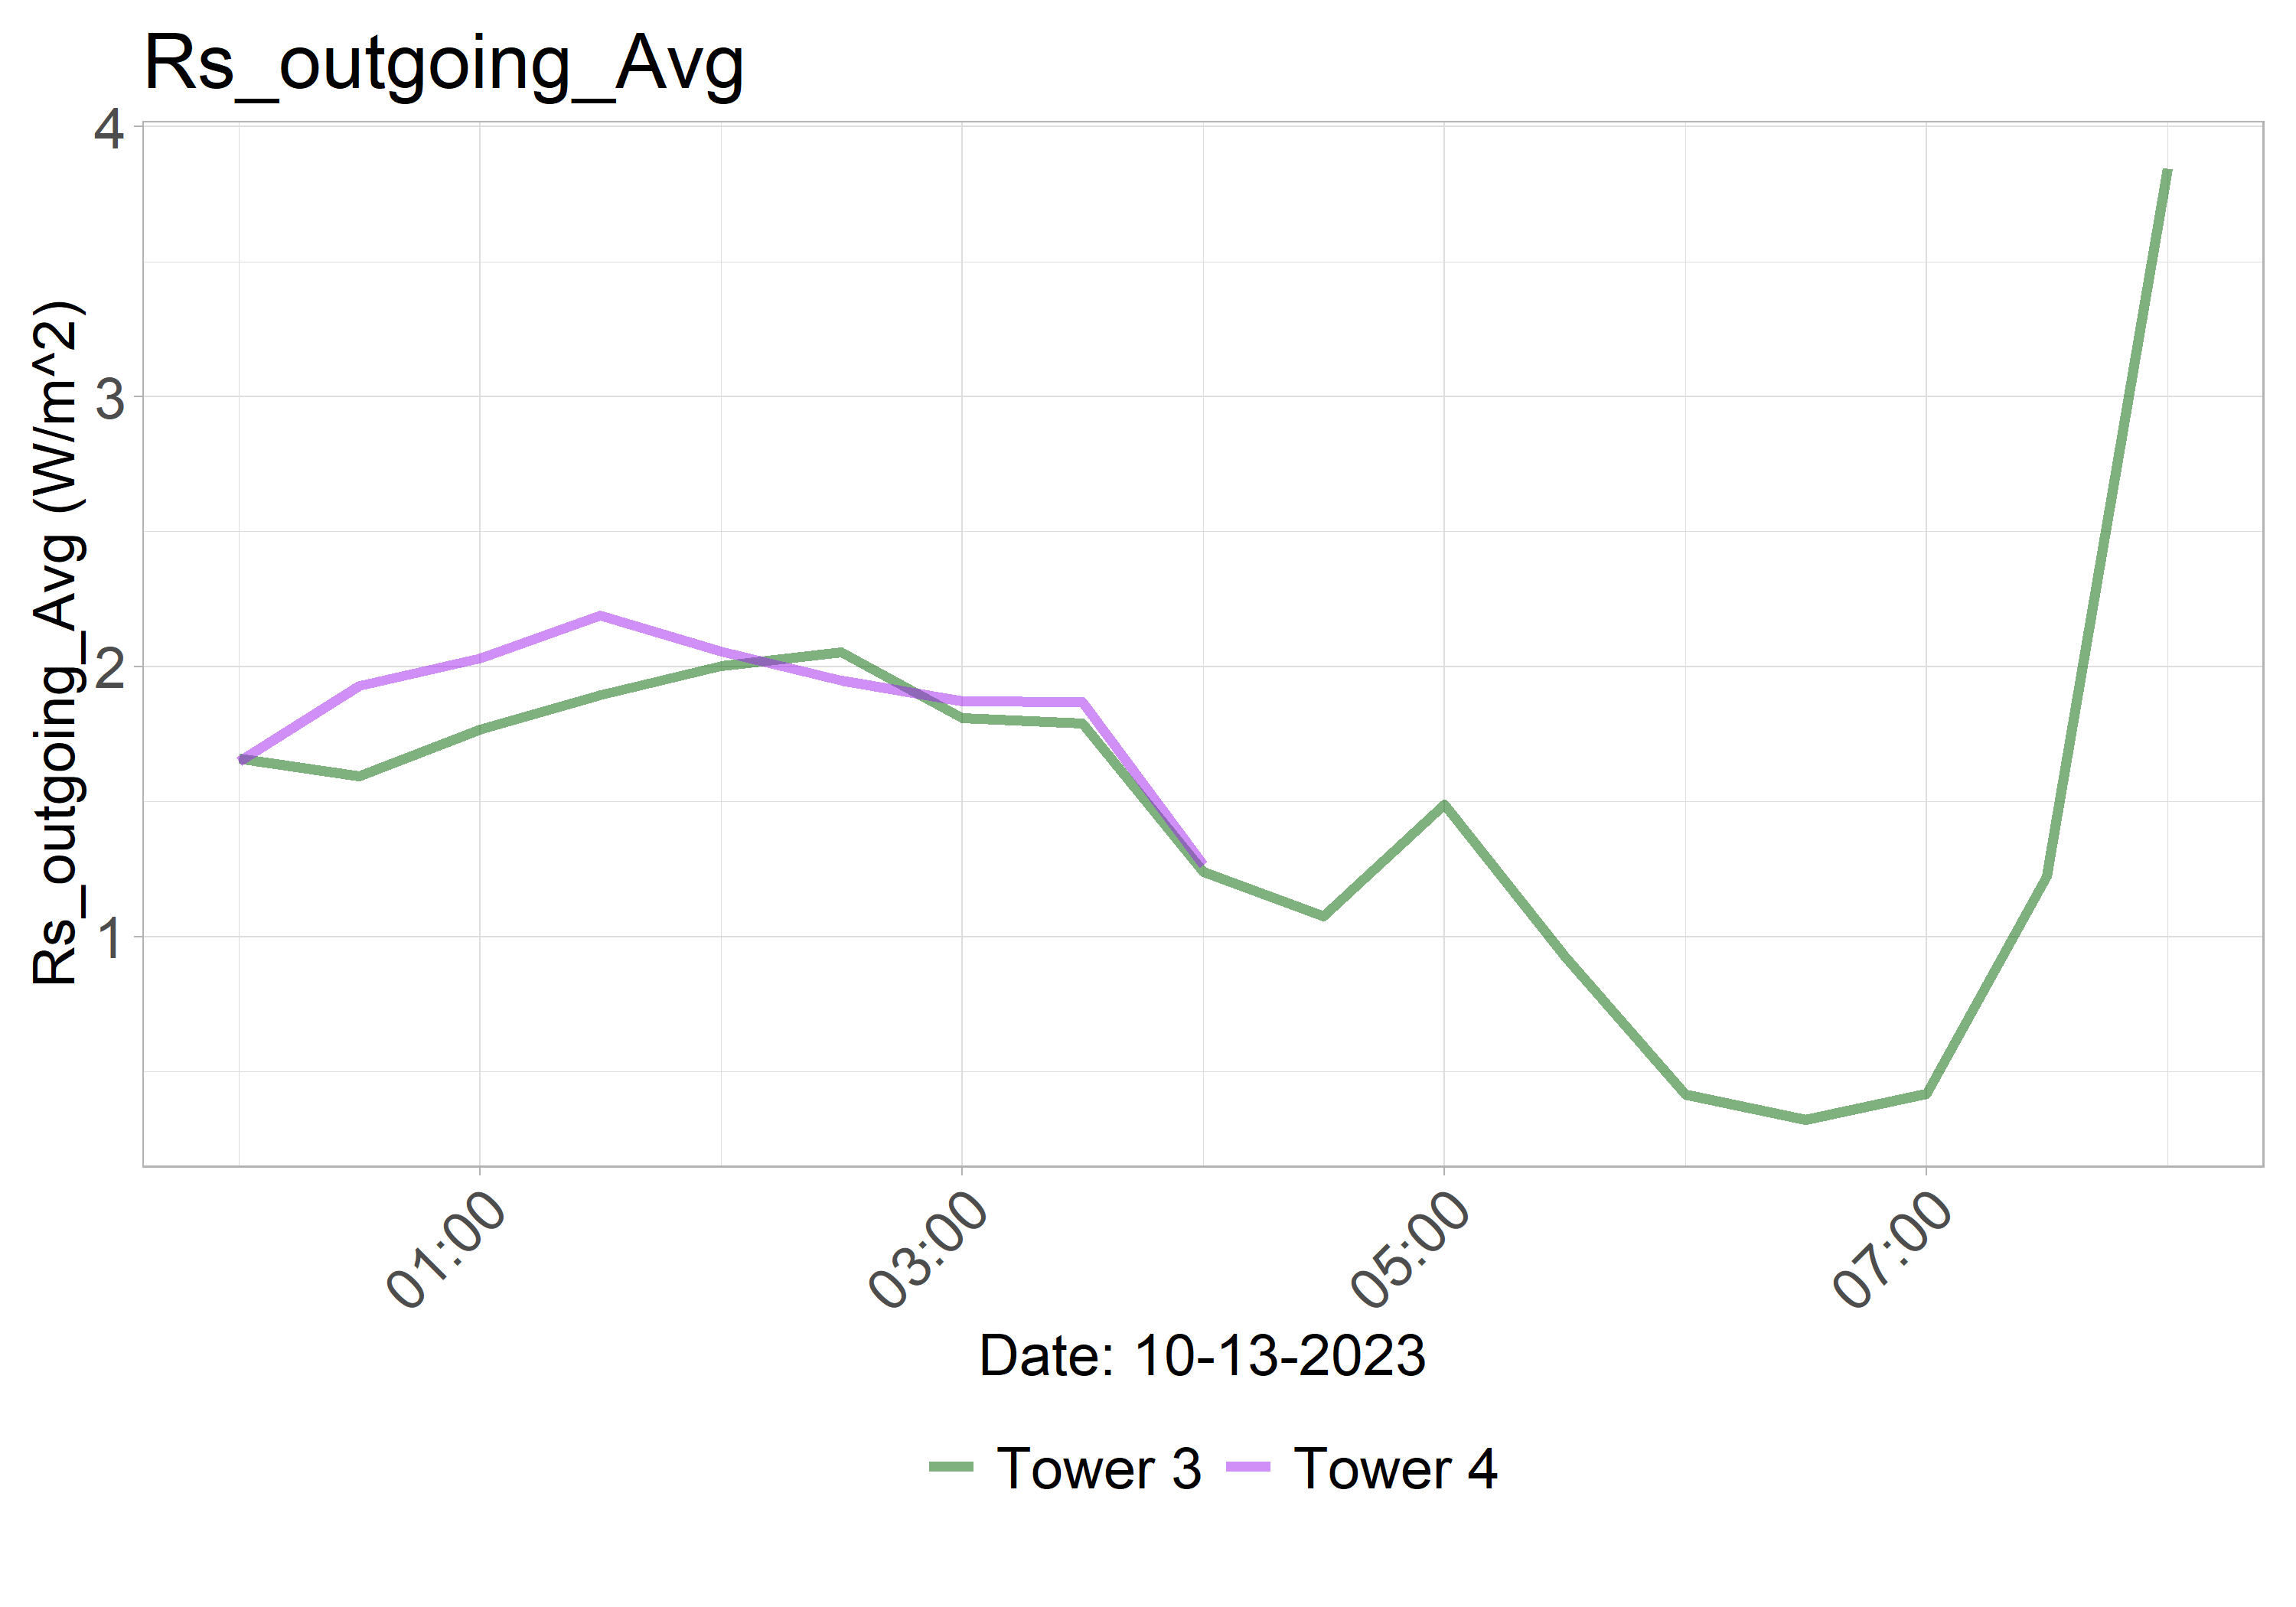 Rs_outgoing_Avg
Rs_outgoing_Avg (W/m^2)
4
3
2
1
01:00
03:00
05:00
07:00
Date: 10-13-2023
Tower 3
Tower 4